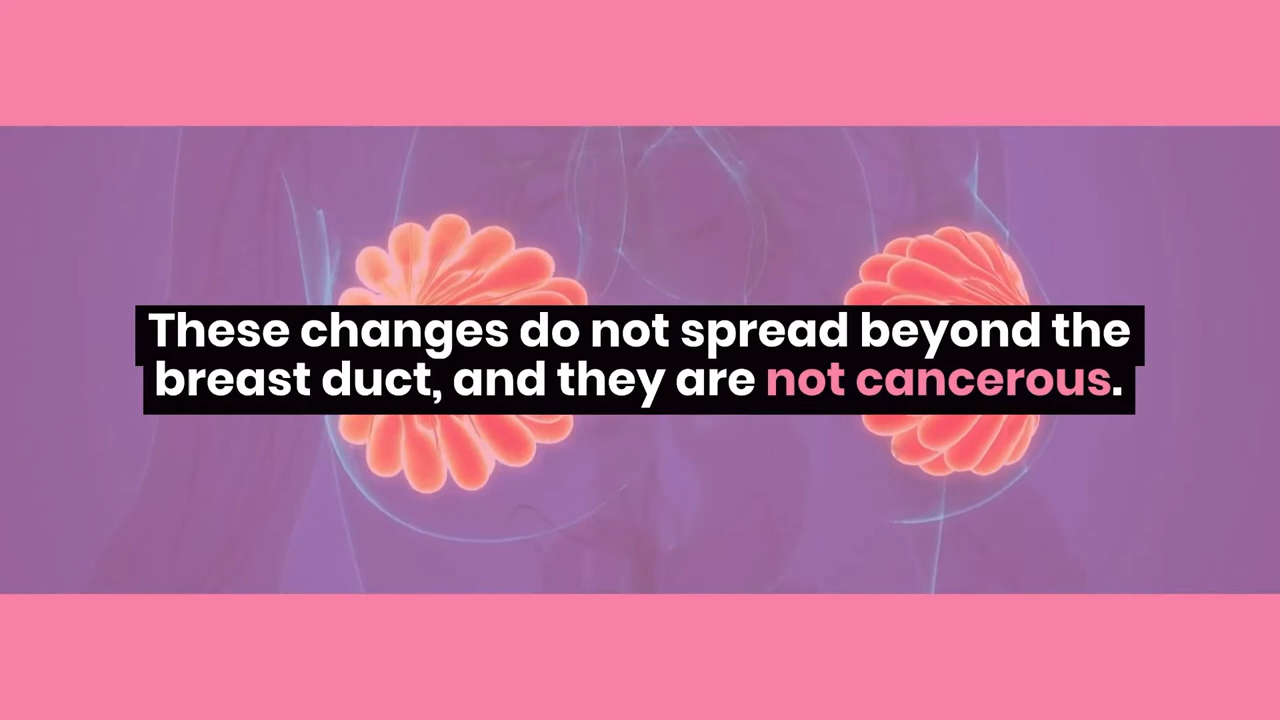 These changes do not spread beyond the
breast duct, and they are not cancerous.